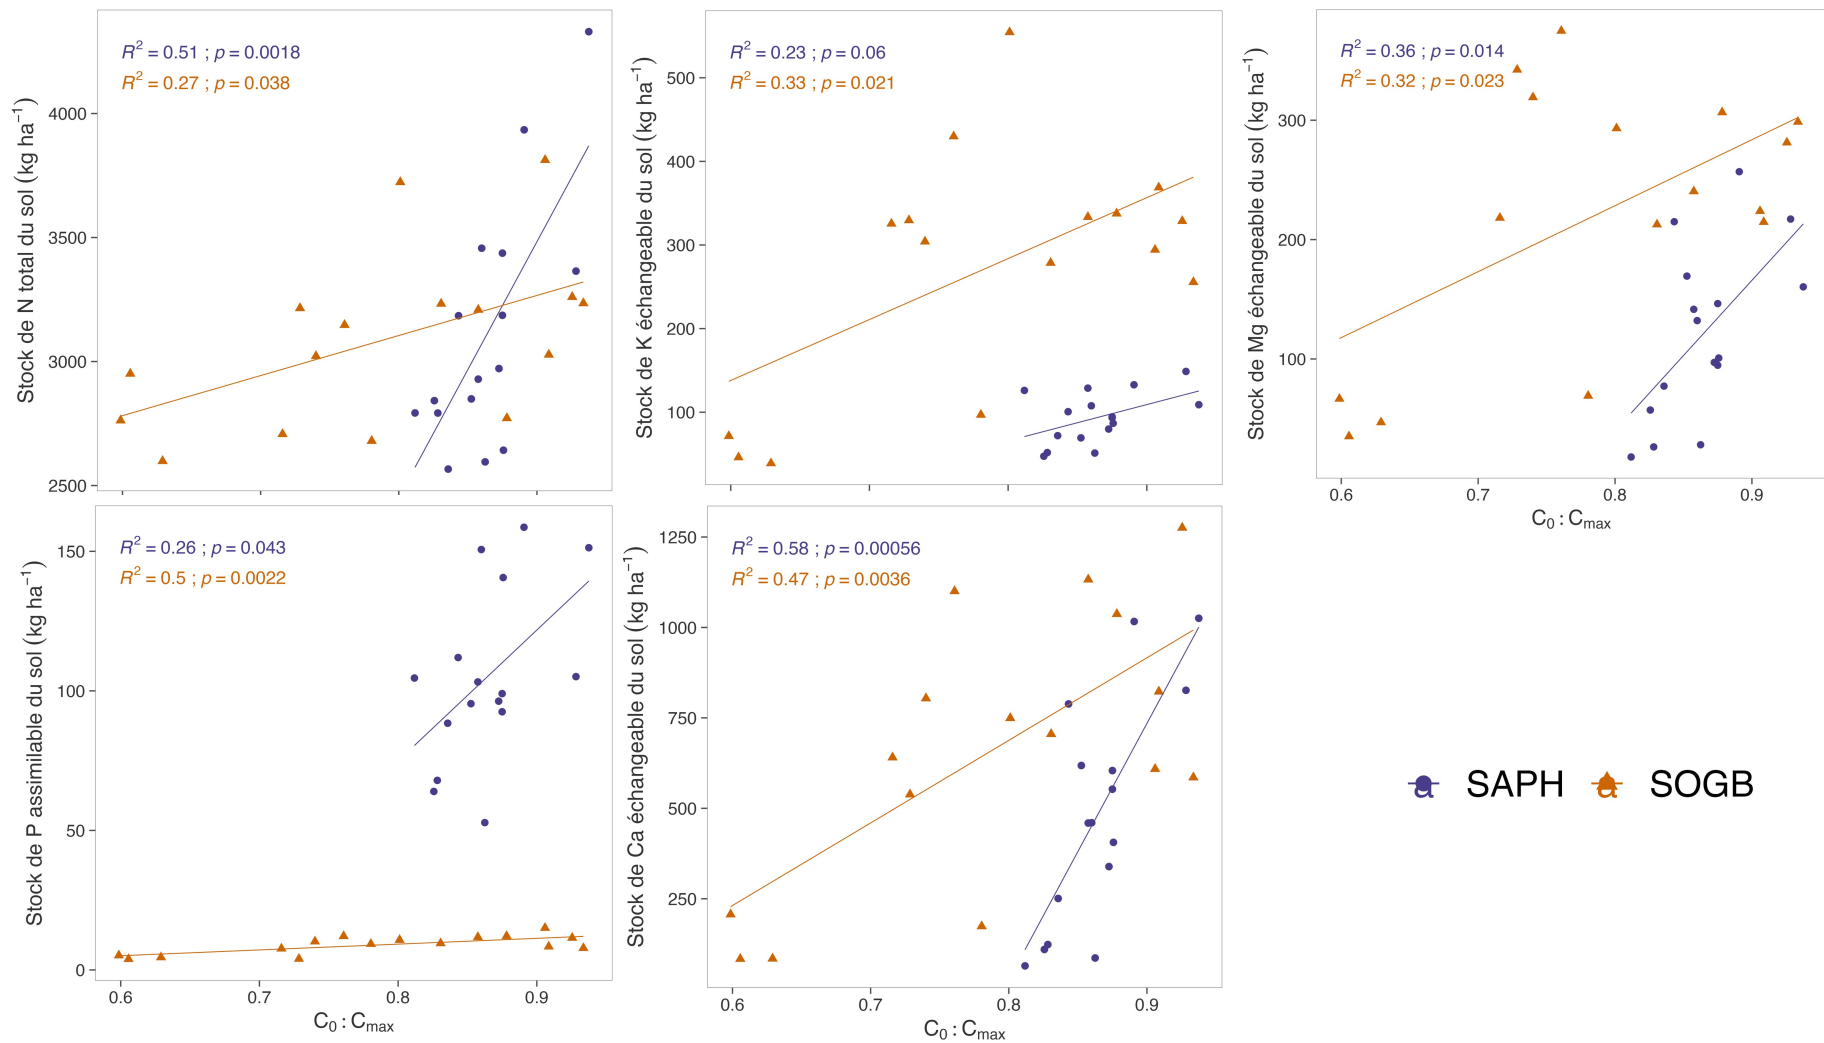 R² = 0.51 ; p = 0.0018
R² = 0.27 ; p = 0.038
Stock de N total du sol (kg ha⁻¹)
4000
3500
3000
2500
R² = 0.23 ; p = 0.06
R² = 0.33 ; p = 0.021
Stock de K échangeable du sol (kg ha⁻¹)
500
400
300
200
100
R² = 0.36 ; p = 0.014
R² = 0.32 ; p = 0.023
Stock de Mg échangeable du sol (kg ha⁻¹)
300
200
100
0.6 0.7 0.8 0.9
C₀ : Cmax
R² = 0.26 ; p = 0.043
R² = 0.5 ; p = 0.0022
Stock de P assimilable du sol (kg ha⁻¹)
150
100
50
0
0.6 0.7 0.8 0.9
C₀ : Cmax
R² = 0.58 ; p = 0.00056
R² = 0.47 ; p = 0.0036
Stock de Ca échangeable du sol (kg ha⁻¹)
1250
1000
750
500
250
0.6 0.7 0.8 0.9
C₀ : Cmax
a SAPH a SOGB